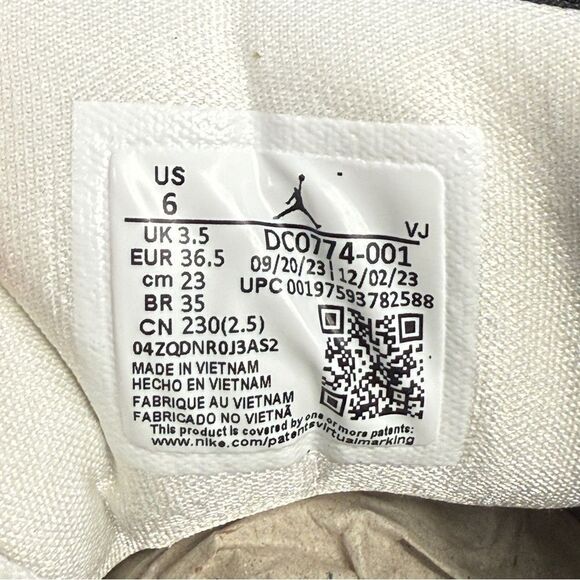 US
6
VJ
UK 3.5
EUR 36.5
cm 23
BR 35
CN 230(2.5)
DC0774-001
09/20/23 12/02/23
UPC 00197593782588
04ZQDNR0J3AS2
MADE IN VIETNAM
HECHO EN VIETNAM
FABRIQUE AU VIETNAM
FABRICADO NO VIETNÃ
This product is covered by one or more patents:
www.nike.com/patentsvirtualmarking